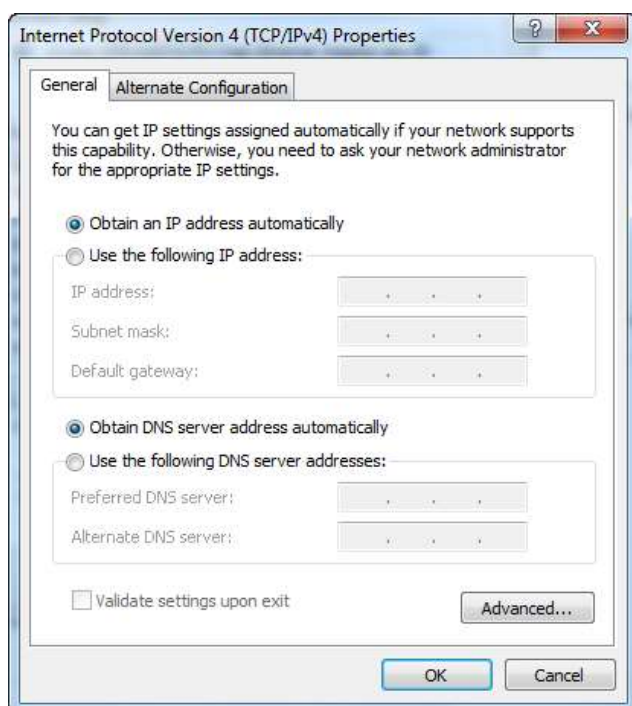 Internet Protocol Version 4 (TCP/IPv4) Properties
General
Alternate Configuration
You can get IP settings assigned automatically if your network supports
this capability. Otherwise, you need to ask your network administrator
for the appropriate IP settings.
Obtain an IP address automatically
Use the following IP address:
IP address:
Subnet mask:
Default gateway:
Obtain DNS server address automatically
Use the following DNS server addresses:
Preferred DNS server:
Alternate DNS server:
Validate settings upon exit
Advanced...
OK
Cancel